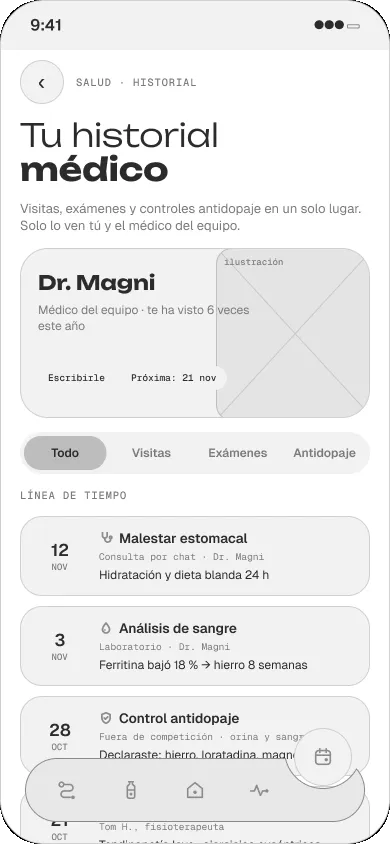 9:41
‹ SALUD · HISTORIAL
Tu historial
médico
Visitas, exámenes y controles antidopaje en un solo lugar.
Solo lo ven tú y el médico del equipo.
ilustración
Dr. Magni
Médico del equipo · te ha visto 6 veces
este año
Escribirle Próxima: 21 nov
Todo Visitas Exámenes Antidopaje
LÍNEA DE TIEMPO
12 NOV
Malestar estomacal
Consulta por chat · Dr. Magni
Hidratación y dieta blanda 24 h
3 NOV
Análisis de sangre
Laboratorio · Dr. Magni
Ferritina bajó 18 % → hierro 8 semanas
28 OCT
Control antidopaje
Fuera de competición · orina y
Declaraste: hierro, loratadina,
Tom H., fisioterapeuta